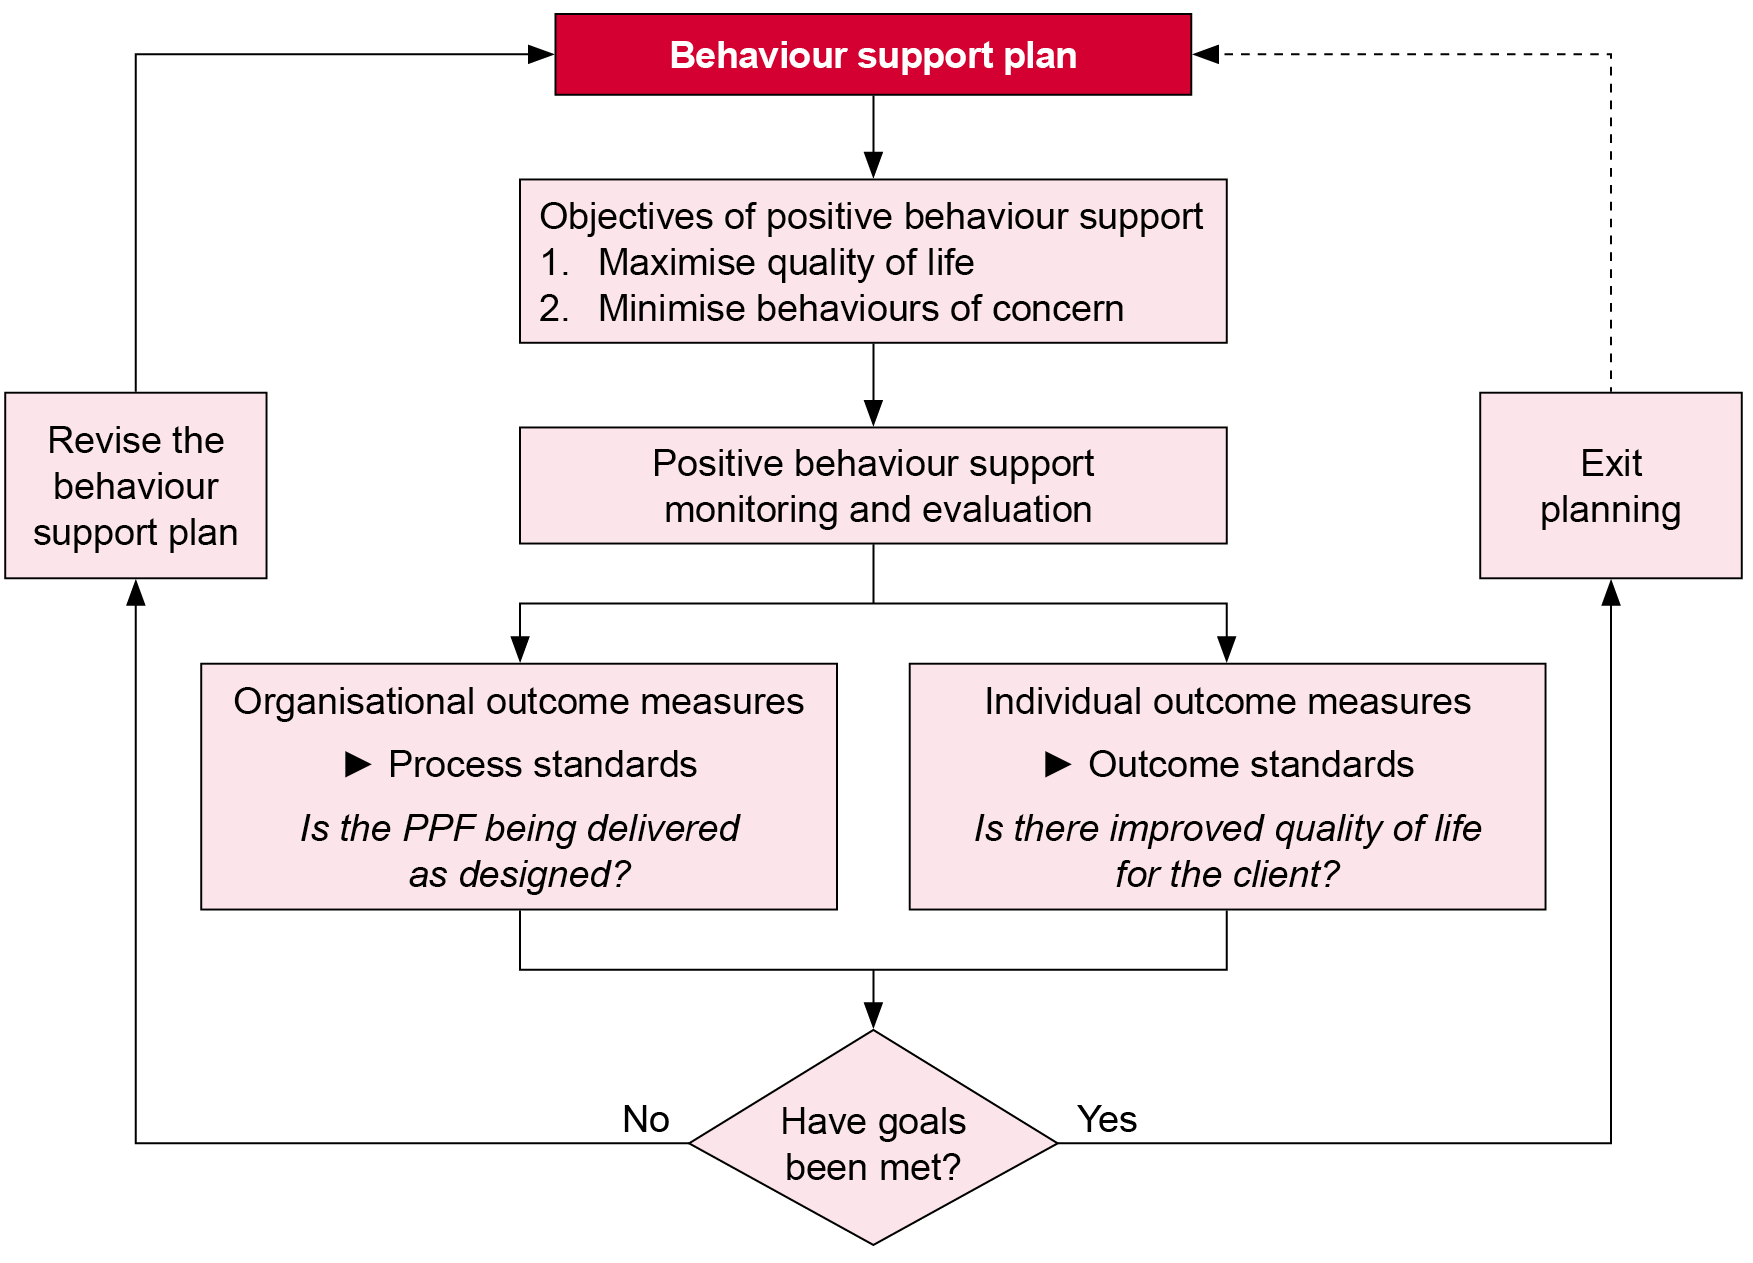 Behaviour support plan
Objectives of positive behaviour support
1. Maximise quality of life
2. Minimise behaviours of concern
Revise the
behaviour
support plan
Positive behaviour support
monitoring and evaluation
Exit
planning
Organisational outcome measures
► Process standards
Is the PPF being delivered
as designed?
Individual outcome measures
► Outcome standards
Is there improved quality of life
for the client?
No
Have goals
been met?
Yes